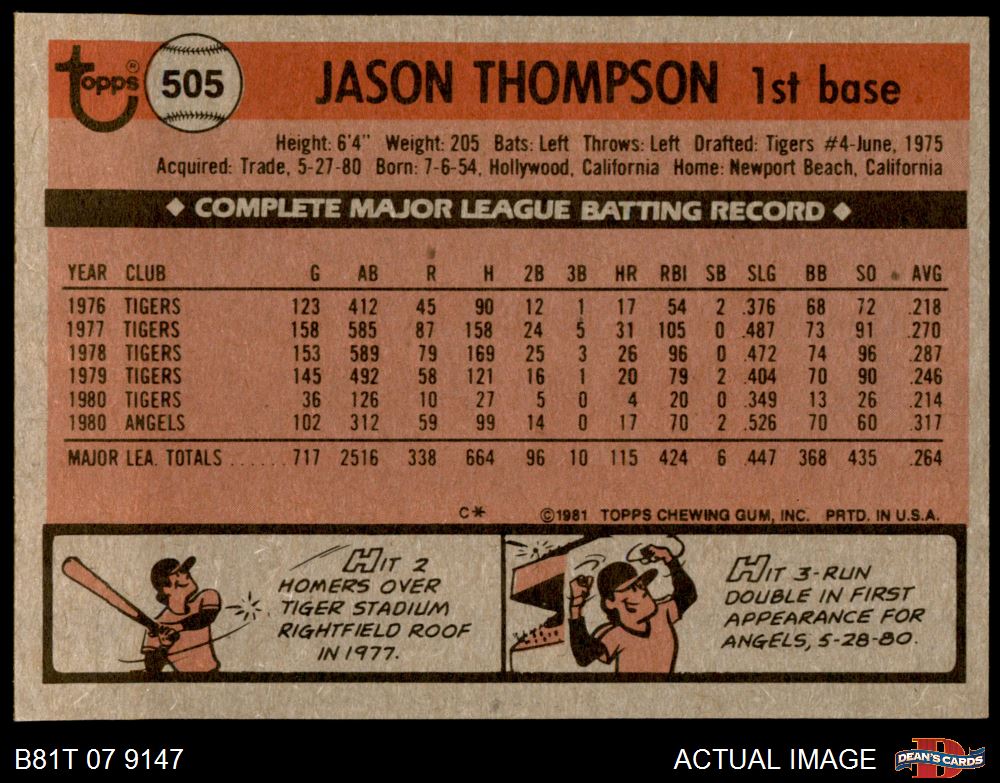 Topps® 505 JASON THOMPSON 1st base
Height: 6'4" Weight: 205 Bats: Left Throws: Left Drafted: Tigers #4-June, 1975
Acquired: Trade, 5-27-80 Born: 7-6-54, Hollywood, California Home: Newport Beach, California
◆ COMPLETE MAJOR LEAGUE BATTING RECORD ◆
YEAR CLUB G AB R H 2B 3B HR RBI SB SLG BB SO AVG
1976 TIGERS 123 412 45 90 12 1 17 54 2 .376 68 72 .218
1977 TIGERS 158 585 87 158 24 5 31 105 0 .487 73 91 .270
1978 TIGERS 153 589 79 169 25 3 26 96 0 .472 74 96 .287
1979 TIGERS 145 492 58 121 16 1 20 79 2 .404 70 90 .246
1980 TIGERS 36 126 10 27 5 0 4 20 0 .349 13 26 .214
1980 ANGELS 102 312 59 99 14 0 17 70 2 .526 70 60 .317
MAJOR LEA. TOTALS ...... 717 2516 338 664 96 10 115 424 6 .447 368 435 .264
C* ©1981 TOPPS CHEWING GUM, INC. PRTD. IN U.S.A.
HIT 2
HOMERS OVER
TIGER STADIUM
RIGHTFIELD ROOF
IN 1977.
HIT 3-RUN
DOUBLE IN FIRST
APPEARANCE FOR
ANGELS, 5-28-80.
B81T 07 9147 ACTUAL IMAGE DEAN'S CARDS